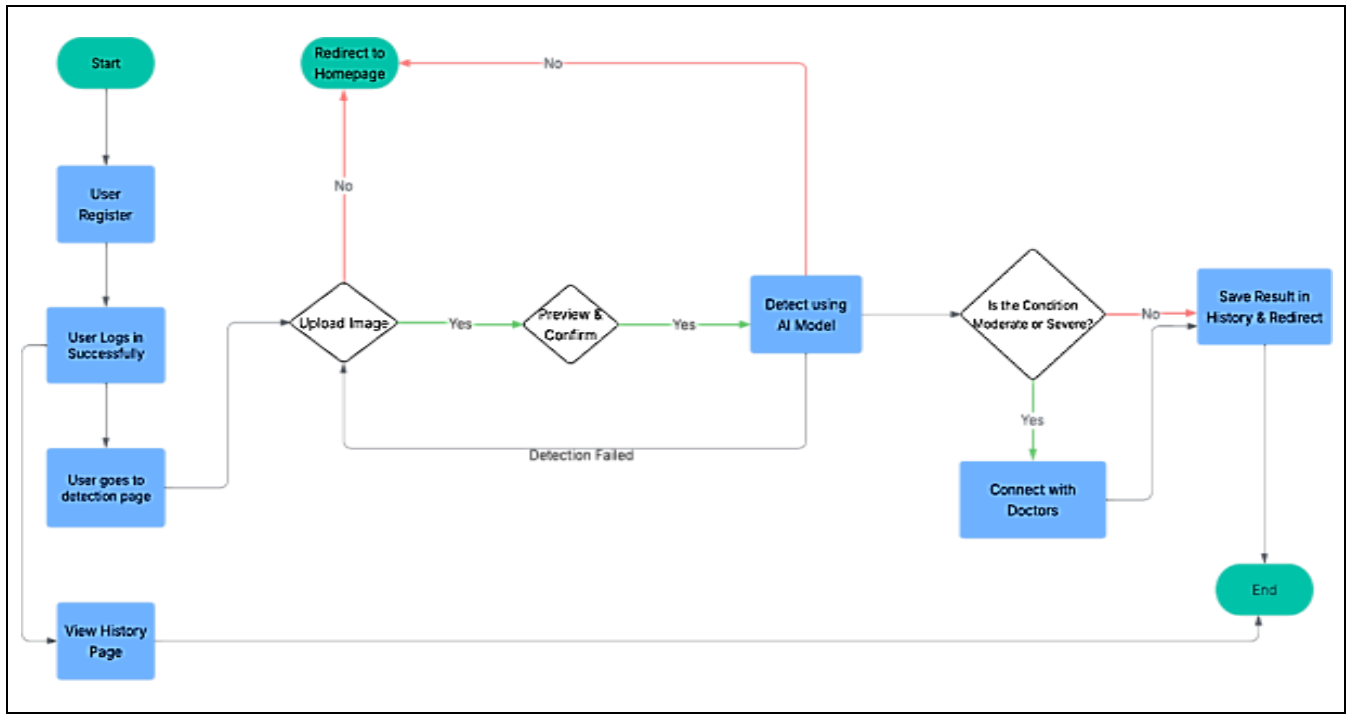 Start
Redirect to
Homepage
No
No
User
Register
Upload Image
Yes
Preview &
Confirm
Yes
Detect using
AI Model
Is the Condition
Moderate or Severe?
No
Save Result in
History & Redirect
User Logs in
Successfully
Yes
Detection Failed
User goes to
detection page
Connect with
Doctors
End
View History
Page